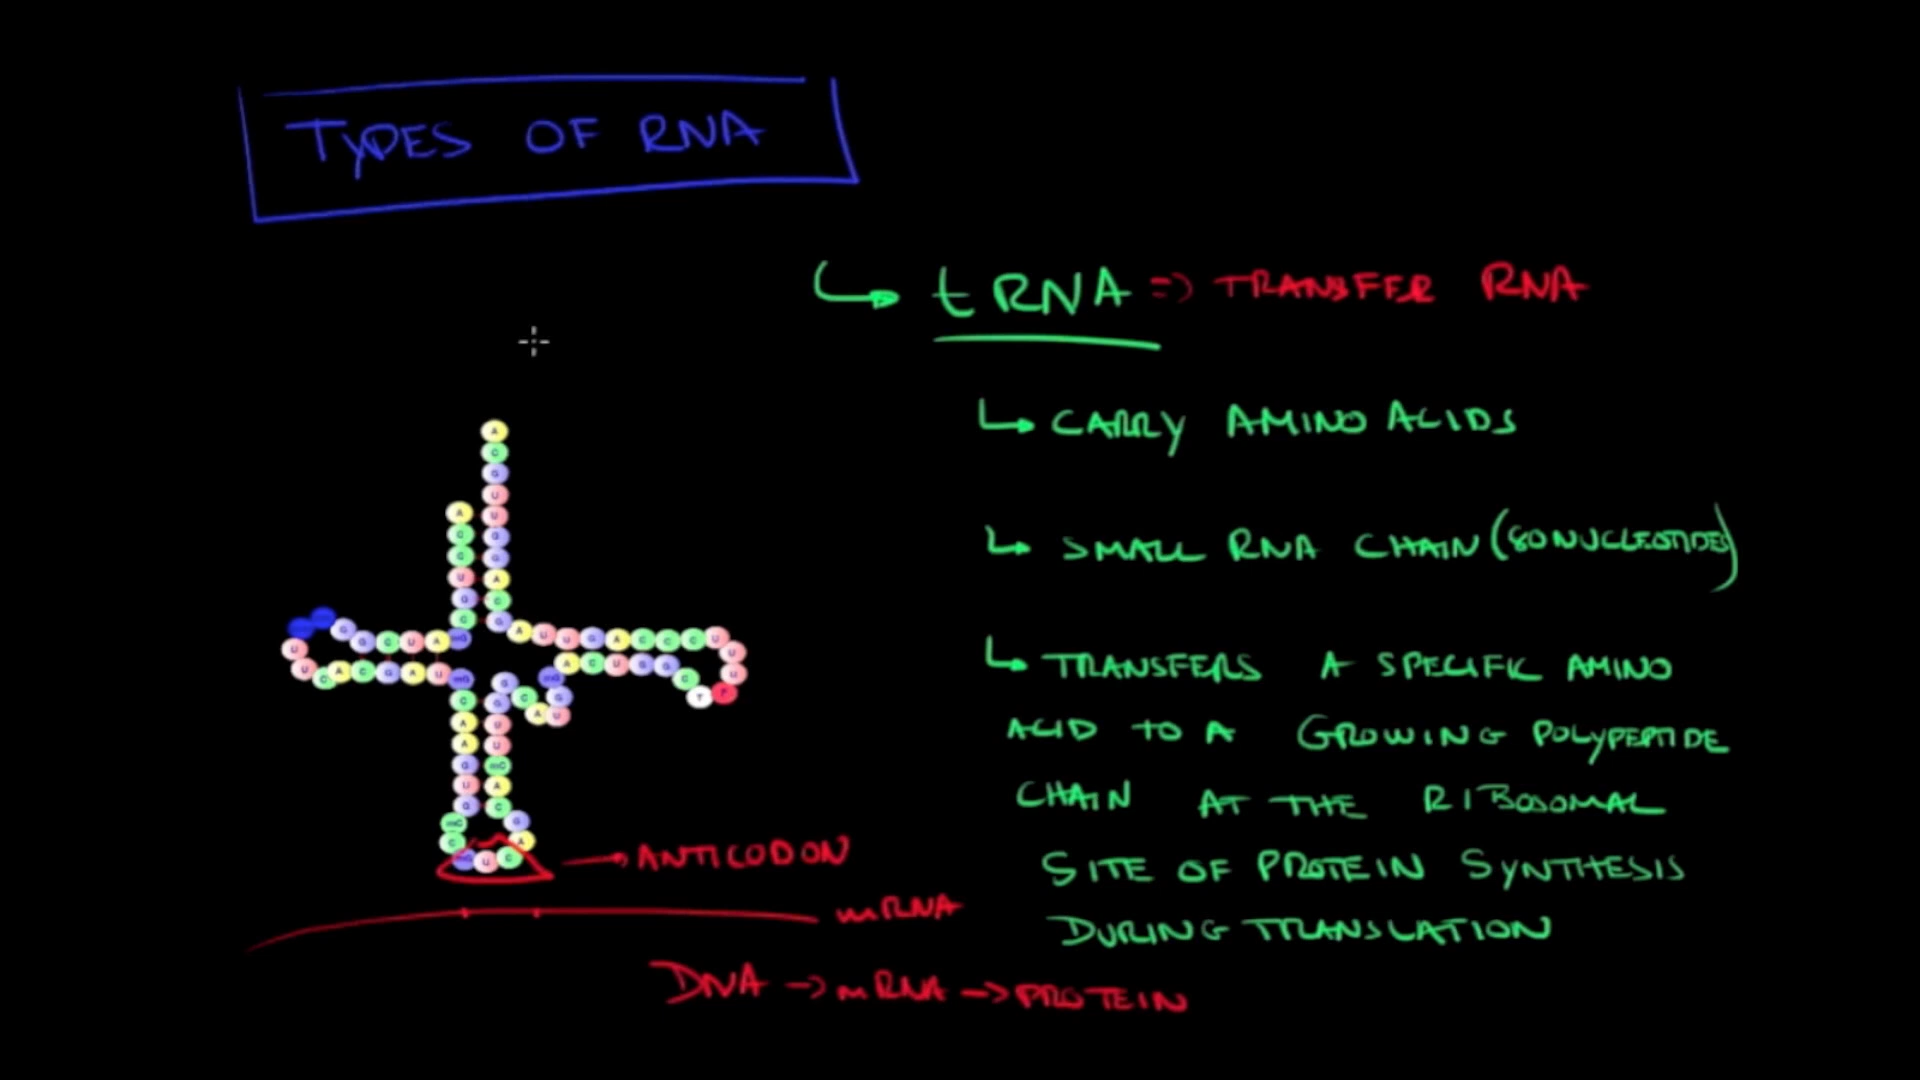 TYPES OF RNA
tRNA => TRANSFER RNA
CARRY AMINO ACIDS
SMALL RNA CHAIN (80 NUCLEOTIDES)
TRANSFERS A SPECIFIC AMINO
ACID TO A GROWING POLYPEPTIDE
CHAIN AT THE RIBOSOMAL
SITE OF PROTEIN SYNTHESIS
DURING TRANSLATION
ANTICODON
mRNA
DNA -> mRNA -> PROTEIN